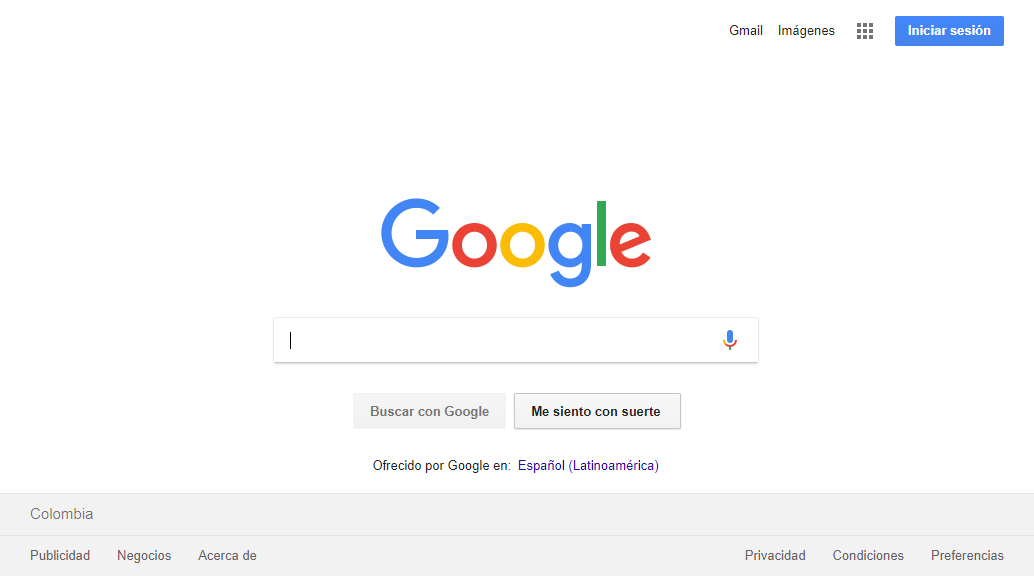 Gmail Imágenes Iniciar sesión
Google
Buscar con Google Me siento con suerte
Ofrecido por Google en: Español (Latinoamérica)
Colombia
Publicidad Negocios Acerca de Privacidad Condiciones Preferencias